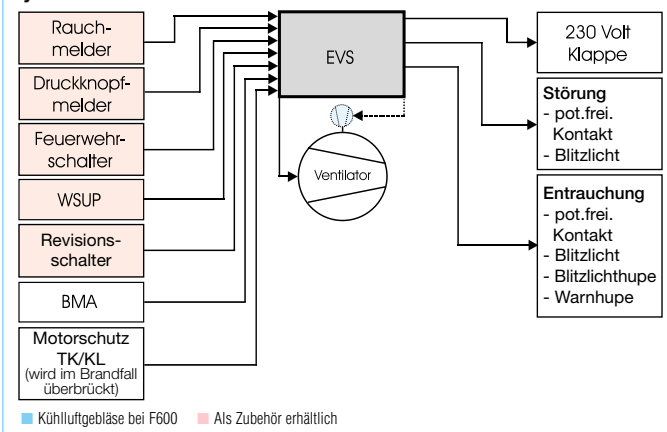 Rauch-
melder
Druckknopf-
melder
Feuerwehr-
schalter
WSUP
Revisions-
schalter
BMA
Motorschutz
TK/KL
(wird im Brandfall
überbrückt)
EVS
Ventilator
230 Volt
Klappe
Störung
- pot.frei.
Kontakt
- Blitzlicht
Entrauchung
- pot.frei.
Kontakt
- Blitzlicht
- Blitzlichthupe
- Warnhupe
Kühlluftgebläse bei F600
Als Zubehör erhältlich